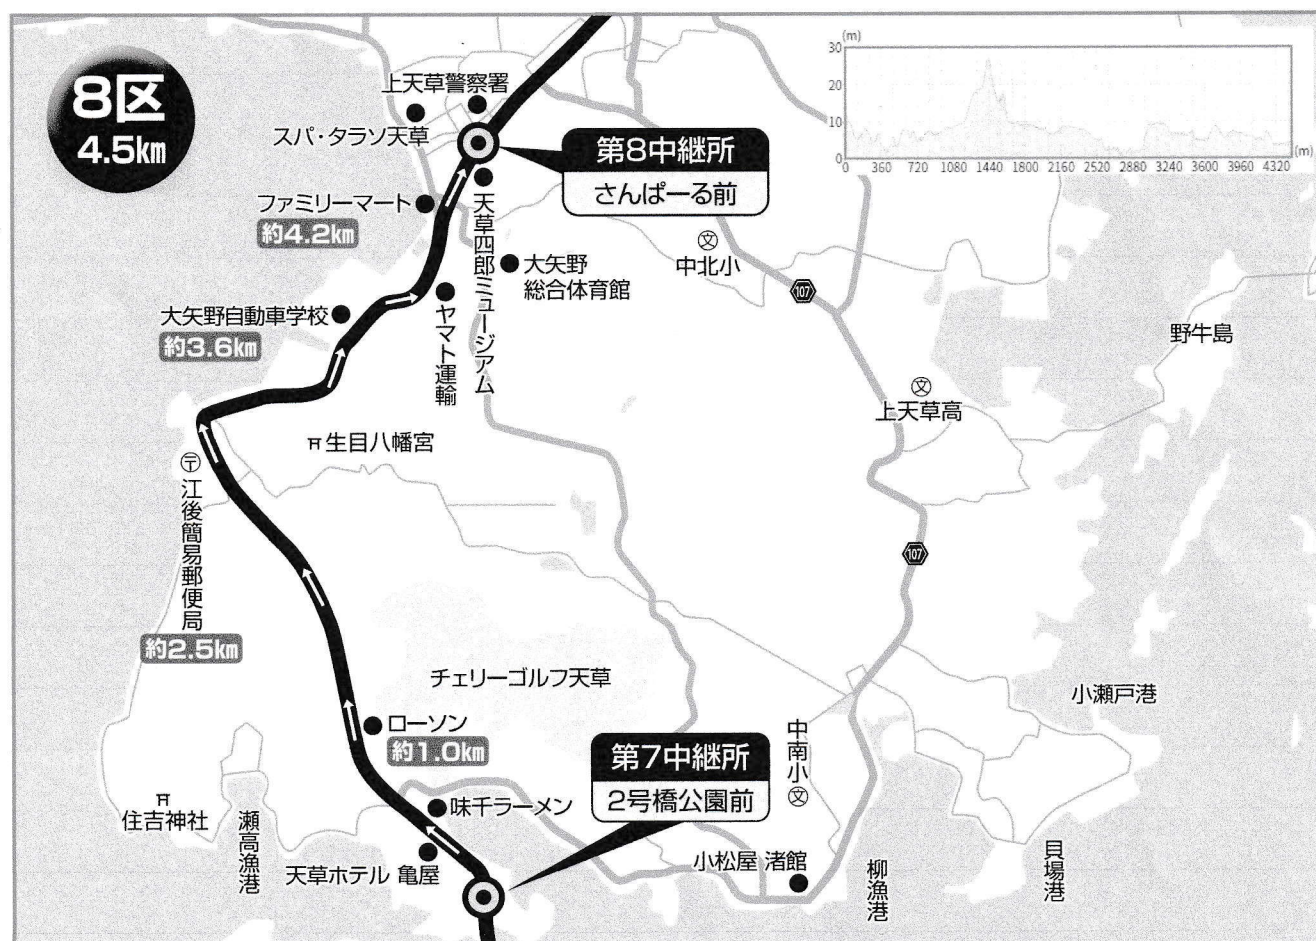 8区
4.5km
(m)
30
20
10
0
0 360 720 1080 1440 1800 2160 2520 2880 3240 3600 3960 4320
(m)
上天草警察署
スパ・タラソ天草
第8中継所
さんぱーる前
ファミリーマート
約4.2km
天草四郎ミュージアム
大矢野
総合体育館
㊫
中北小
107
大矢野自動車学校
約3.6km
ヤマト運輸
野牛島
㊫
上天草高
生目八幡宮
〒
江後簡易郵便局
約2.5km
107
チェリーゴルフ天草
小瀬戸港
ローソン
約1.0km
第7中継所
2号橋公園前
中南小
㊫
味千ラーメン
住吉神社
瀬高漁港
天草ホテル 亀屋
小松屋 渚館
柳漁港
貝場港